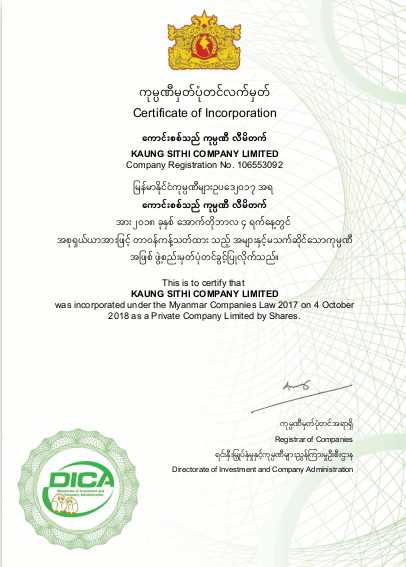 ကုမ္ပဏီမှတ်ပုံတင်လက်မှတ်
Certificate of Incorporation
ကောင်းစစ်သည် ကုမ္ပဏီ လီမိတက်
KAUNG SITHI COMPANY LIMITED
Company Registration No. 106553092
မြန်မာနိုင်ငံကုမ္ပဏီများဥပဒေ၂၀၁၇ အရ
ကောင်းစစ်သည် ကုမ္ပဏီ လီမိတက်
အား ၂၀၁၈ ခုနှစ် အောက်တိုဘာလ ၄ ရက်နေ့တွင်
အစုရှယ်ယာအားဖြင့် တာဝန်ကန့်သတ်ထား သည့် အများနှင့်မသက်ဆိုင်သောကုမ္ပဏီ
အဖြစ် ဖွဲ့စည်းမှတ်ပုံတင်ခွင့်ပြုလိုက်သည်။
This is to certify that
KAUNG SITHI COMPANY LIMITED
was incorporated under the Myanmar Companies Law 2017 on 4 October
2018 as a Private Company Limited by Shares.
ကုမ္ပဏီမှတ်ပုံတင်အရာရှိ
Registrar of Companies
ရင်းနှီးမြှုပ်နှံမှုနှင့်ကုမ္ပဏီများညွှန်ကြားမှုဦးစီးဌာန
Directorate of Investment and Company Administration
DICA
Directorate of Investment and
Company Administration